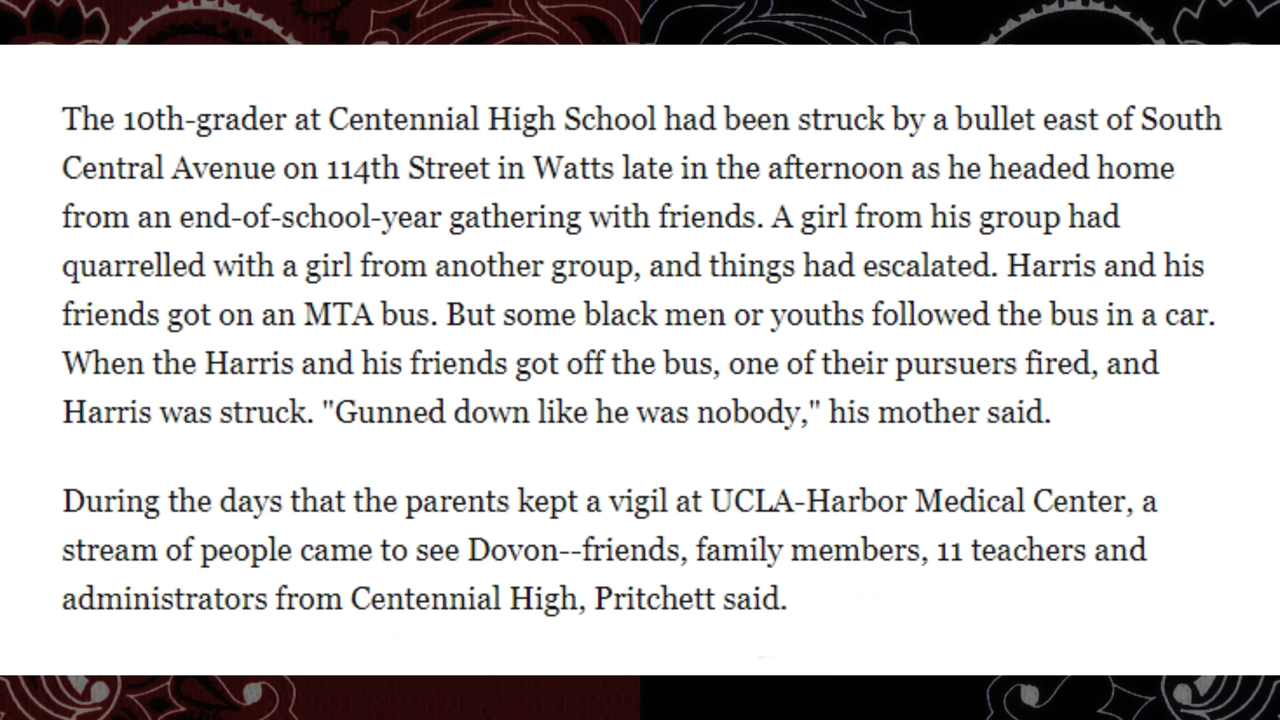 The 10th-grader at Centennial High School had been struck by a bullet east of South
Central Avenue on 114th Street in Watts late in the afternoon as he headed home
from an end-of-school-year gathering with friends. A girl from his group had
quarrelled with a girl from another group, and things had escalated. Harris and his
friends got on an MTA bus. But some black men or youths followed the bus in a car.
When the Harris and his friends got off the bus, one of their pursuers fired, and
Harris was struck. "Gunned down like he was nobody," his mother said.
During the days that the parents kept a vigil at UCLA-Harbor Medical Center, a
stream of people came to see Dovon--friends, family members, 11 teachers and
administrators from Centennial High, Pritchett said.